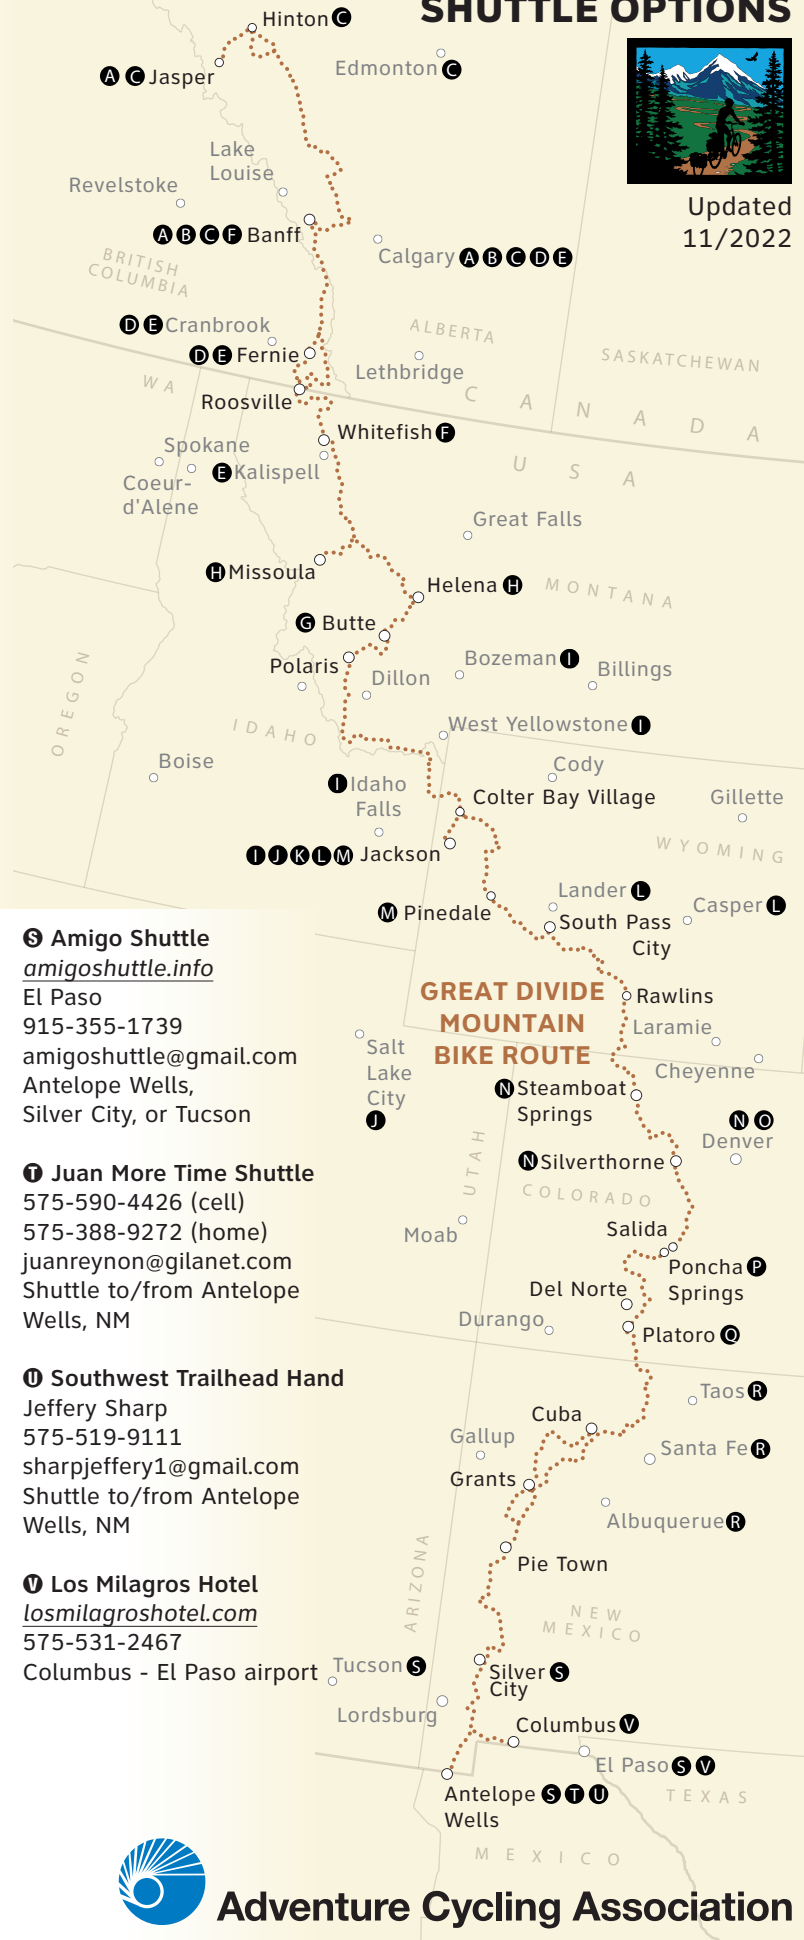 SHUTTLE OPTIONS
Updated
11/2022
Hinton C
A C Jasper
Edmonton C
Lake
Louise
Revelstoke
A B C F Banff
Calgary A B C D E
BRITISH
COLUMBIA
D E Cranbrook
D E Fernie
ALBERTA
SASKATCHEWAN
Lethbridge
WA
Roosville
CANADA
Whitefish F
USA
Spokane
E Kalispell
Coeur-
d'Alene
Great Falls
H Missoula
Helena H
MONTANA
G Butte
Polaris
Dillon
Bozeman I
Billings
OREGON
IDAHO
West Yellowstone I
Boise
Cody
I Idaho
Falls
Colter Bay Village
Gillette
WYOMING
I J K L M Jackson
M Pinedale
Lander L
Casper L
South Pass
City
GREAT DIVIDE
MOUNTAIN
BIKE ROUTE
Rawlins
Laramie
Cheyenne
Salt
Lake
City
J
N Steamboat
Springs
N O
Denver
UTAH
N Silverthorne
COLORADO
Moab
Salida
Poncha P
Springs
Del Norte
Durango
Platoro Q
Taos R
Cuba
Gallup
Santa Fe R
Grants
Albuquerue R
Pie Town
ARIZONA
NEW
MEXICO
Tucson S
Silver S
City
Lordsburg
Columbus V
El Paso S V
Antelope S T U
Wells
TEXAS
MEXICO
S Amigo Shuttle
amigoshuttle.info
El Paso
915-355-1739
amigoshuttle@gmail.com
Antelope Wells,
Silver City, or Tucson
T Juan More Time Shuttle
575-590-4426 (cell)
575-388-9272 (home)
juanreynon@gilanet.com
Shuttle to/from Antelope
Wells, NM
U Southwest Trailhead Hand
Jeffery Sharp
575-519-9111
sharpjeffery1@gmail.com
Shuttle to/from Antelope
Wells, NM
V Los Milagros Hotel
losmilagroshotel.com
575-531-2467
Columbus - El Paso airport
Adventure Cycling Association